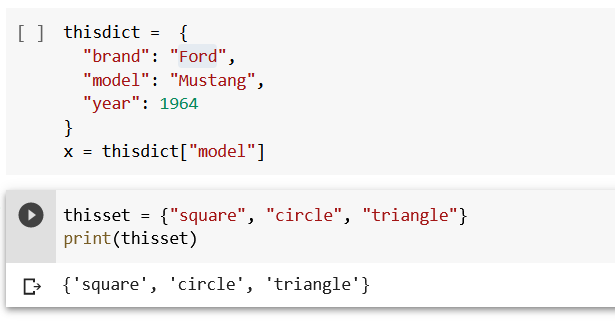 [ ] thisdict =  {
  "brand": "Ford",
  "model": "Mustang",
  "year": 1964
}
x = thisdict["model"]
thisset = {"square", "circle", "triangle"}
print(thisset)
{'square', 'circle', 'triangle'}